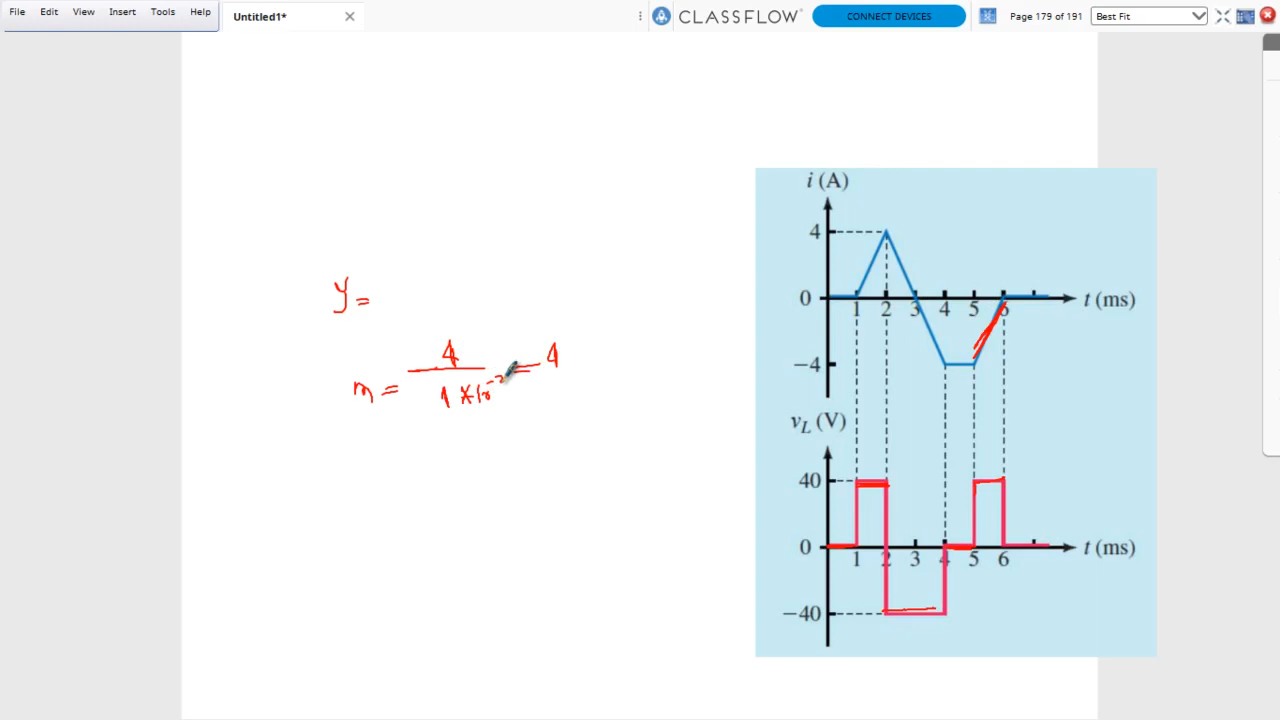 File Edit View Insert Tools Help
Untitled1*
CLASSFLOW
CONNECT DEVICES
Page 179 of 191
Best Fit
i (A)
4
0
1 2 3 4 5 6
t (ms)
−4
y =
m = 4 / 1 × 10⁻ = 4
vL (V)
40
0
1 2 3 4 5 6
t (ms)
−40